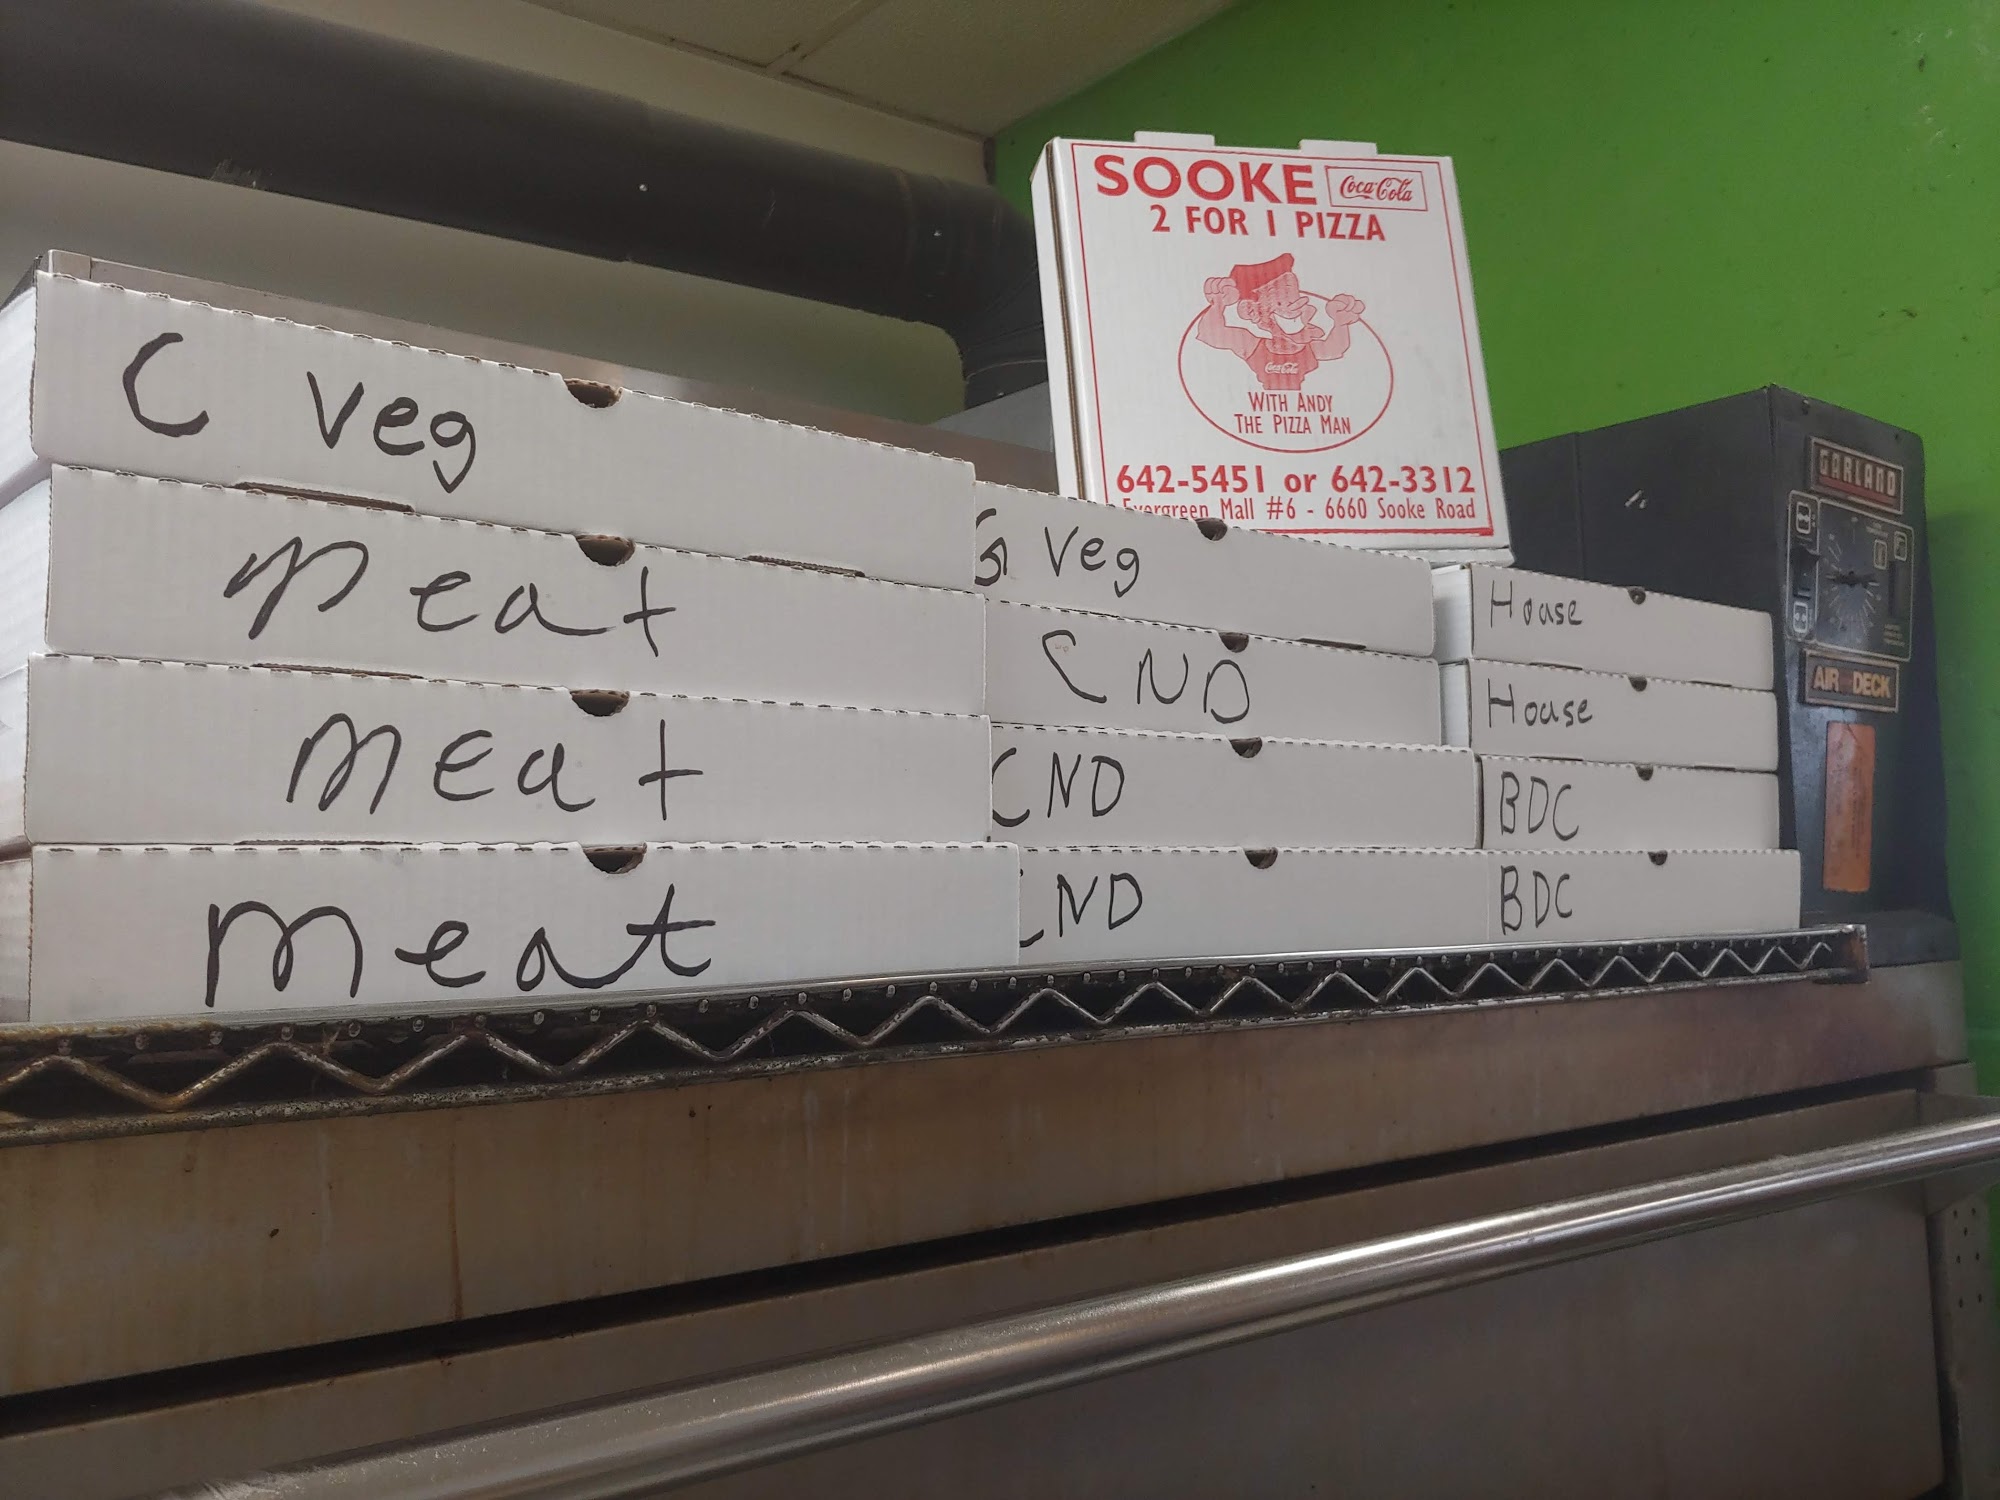 SOOKE
Coca-Cola
2 FOR 1 PIZZA
Coca-Cola
WITH ANDY
THE PIZZA MAN
642-5451 or 642-3312
Evergreen Mall #6 - 6660 Sooke Road
C Veg
Meat
Meat
Meat
G Veg
CND
CND
CND
House
House
BDC
BDC
GARLAND
AIR DECK